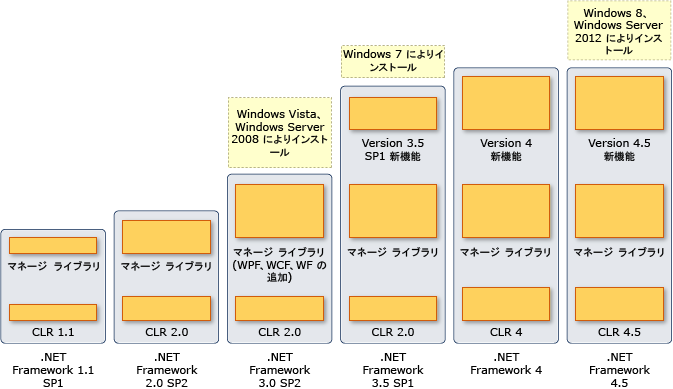 Windows 8、
Windows Server
2012 によりインス
トール
Windows 7 によりイ
ンストール
Windows Vista、
Windows Server
2008 によりインスト
ール
Version 3.5
SP1 新機能
Version 4
新機能
Version 4.5
新機能
マネージ ライブラリ
マネージ ライブラリ
マネージ ライブラリ
(WPF、WCF、WF の
追加)
マネージ ライブラリ
マネージ ライブラリ
マネージ ライブラリ
CLR 1.1
CLR 2.0
CLR 2.0
CLR 2.0
CLR 4
CLR 4.5
.NET
Framework 1.1
SP1
.NET
Framework
2.0 SP2
.NET
Framework
3.0 SP2
.NET
Framework
3.5 SP1
.NET
Framework 4
.NET
Framework
4.5